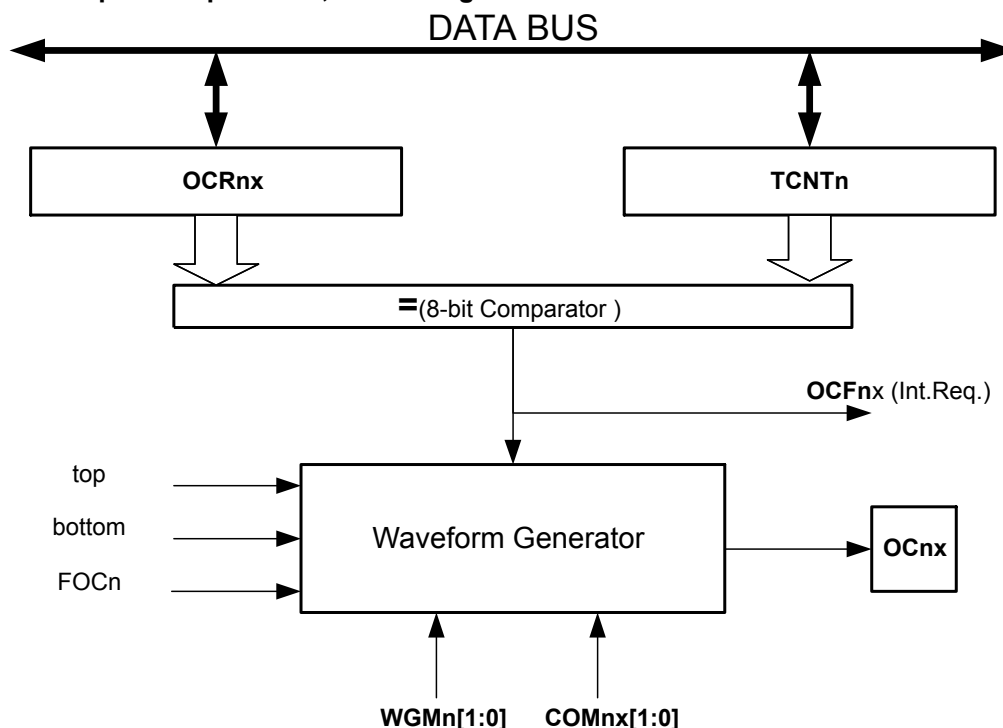 DATA BUS
OCRnx
TCNTn
=(8-bit Comparator )
OCFnx (Int.Req.)
top
bottom
FOCn
Waveform Generator
OCnx
WGMn[1:0]
COMnx[1:0]